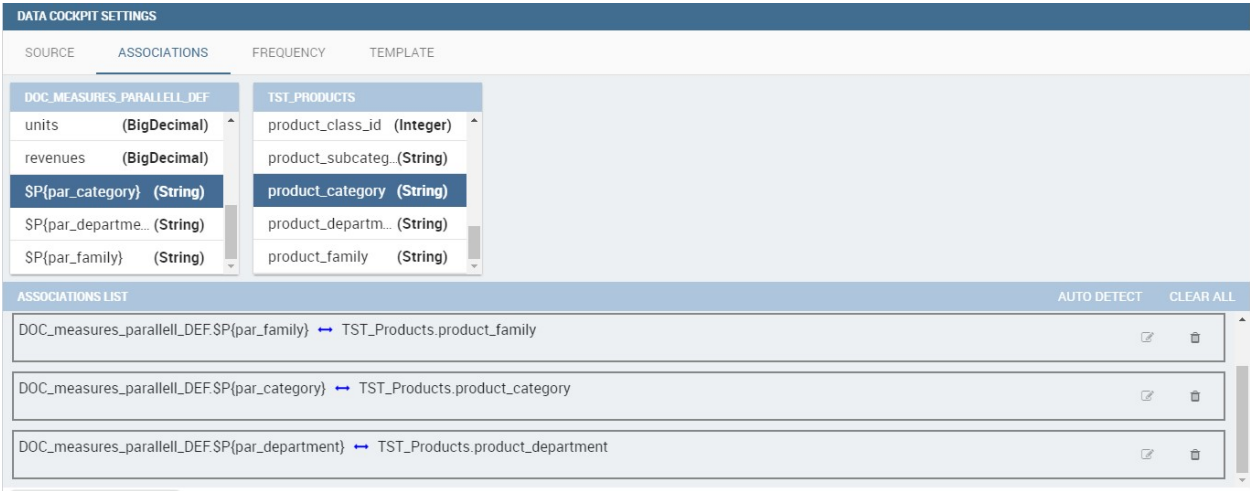 DATA COCKPIT SETTINGS
SOURCE ASSOCIATIONS FREQUENCY TEMPLATE
DOC_MEASURES_PARALLELL_DEF TST_PRODUCTS
units (BigDecimal) product_class_id (Integer)
revenues (BigDecimal) product_subcateg... (String)
$P{par_category} (String) product_category (String)
$P{par_departme... (String) product_departm... (String)
$P{par_family} (String) product_family (String)
ASSOCIATIONS LIST AUTO DETECT CLEAR ALL
DOC_measures_parallell_DEF.$P{par_family} ↔ TST_Products.product_family
DOC_measures_parallell_DEF.$P{par_category} ↔ TST_Products.product_category
DOC_measures_parallell_DEF.$P{par_department} ↔ TST_Products.product_department